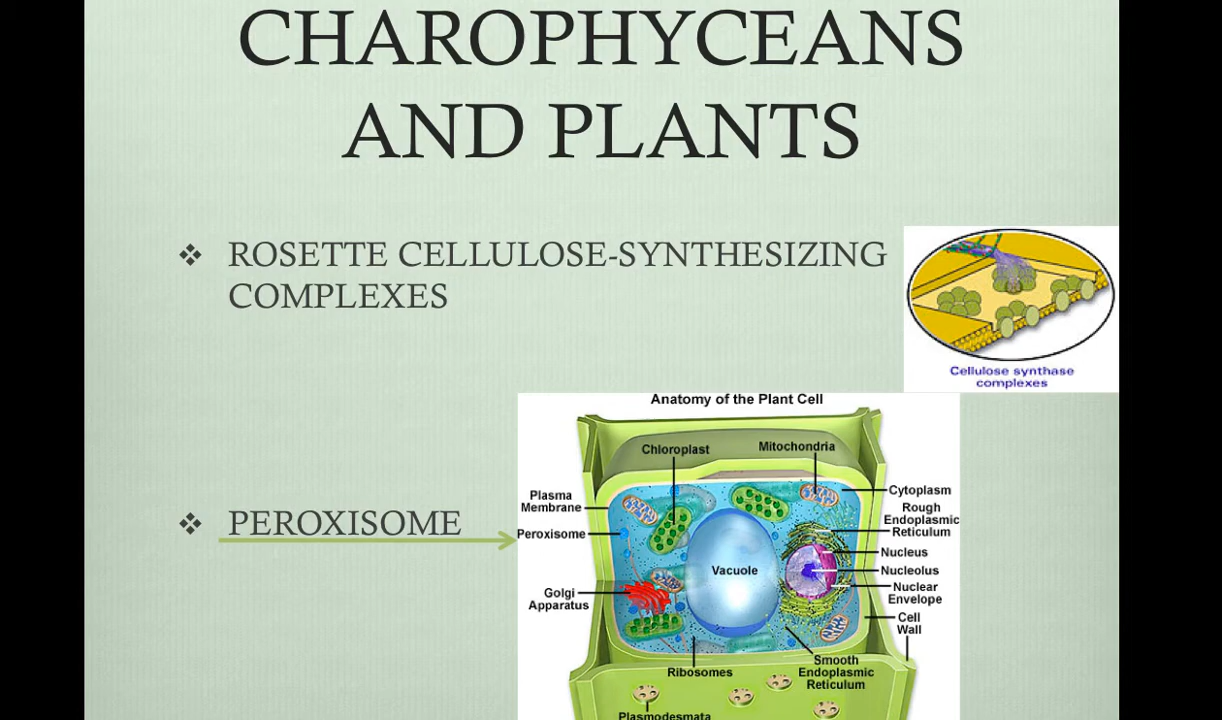 CHAROPHYCEANS
AND PLANTS
❖ ROSETTE CELLULOSE-SYNTHESIZING
COMPLEXES
Cellulose synthase
complexes
❖ PEROXISOME
Anatomy of the Plant Cell
Chloroplast
Mitochondria
Plasma
Membrane
Peroxisome
Golgi
Apparatus
Vacuole
Cytoplasm
Rough
Endoplasmic
Reticulum
Nucleus
Nucleolus
Nuclear
Envelope
Cell
Wall
Ribosomes
Smooth
Endoplasmic
Reticulum
Plasmodesmata